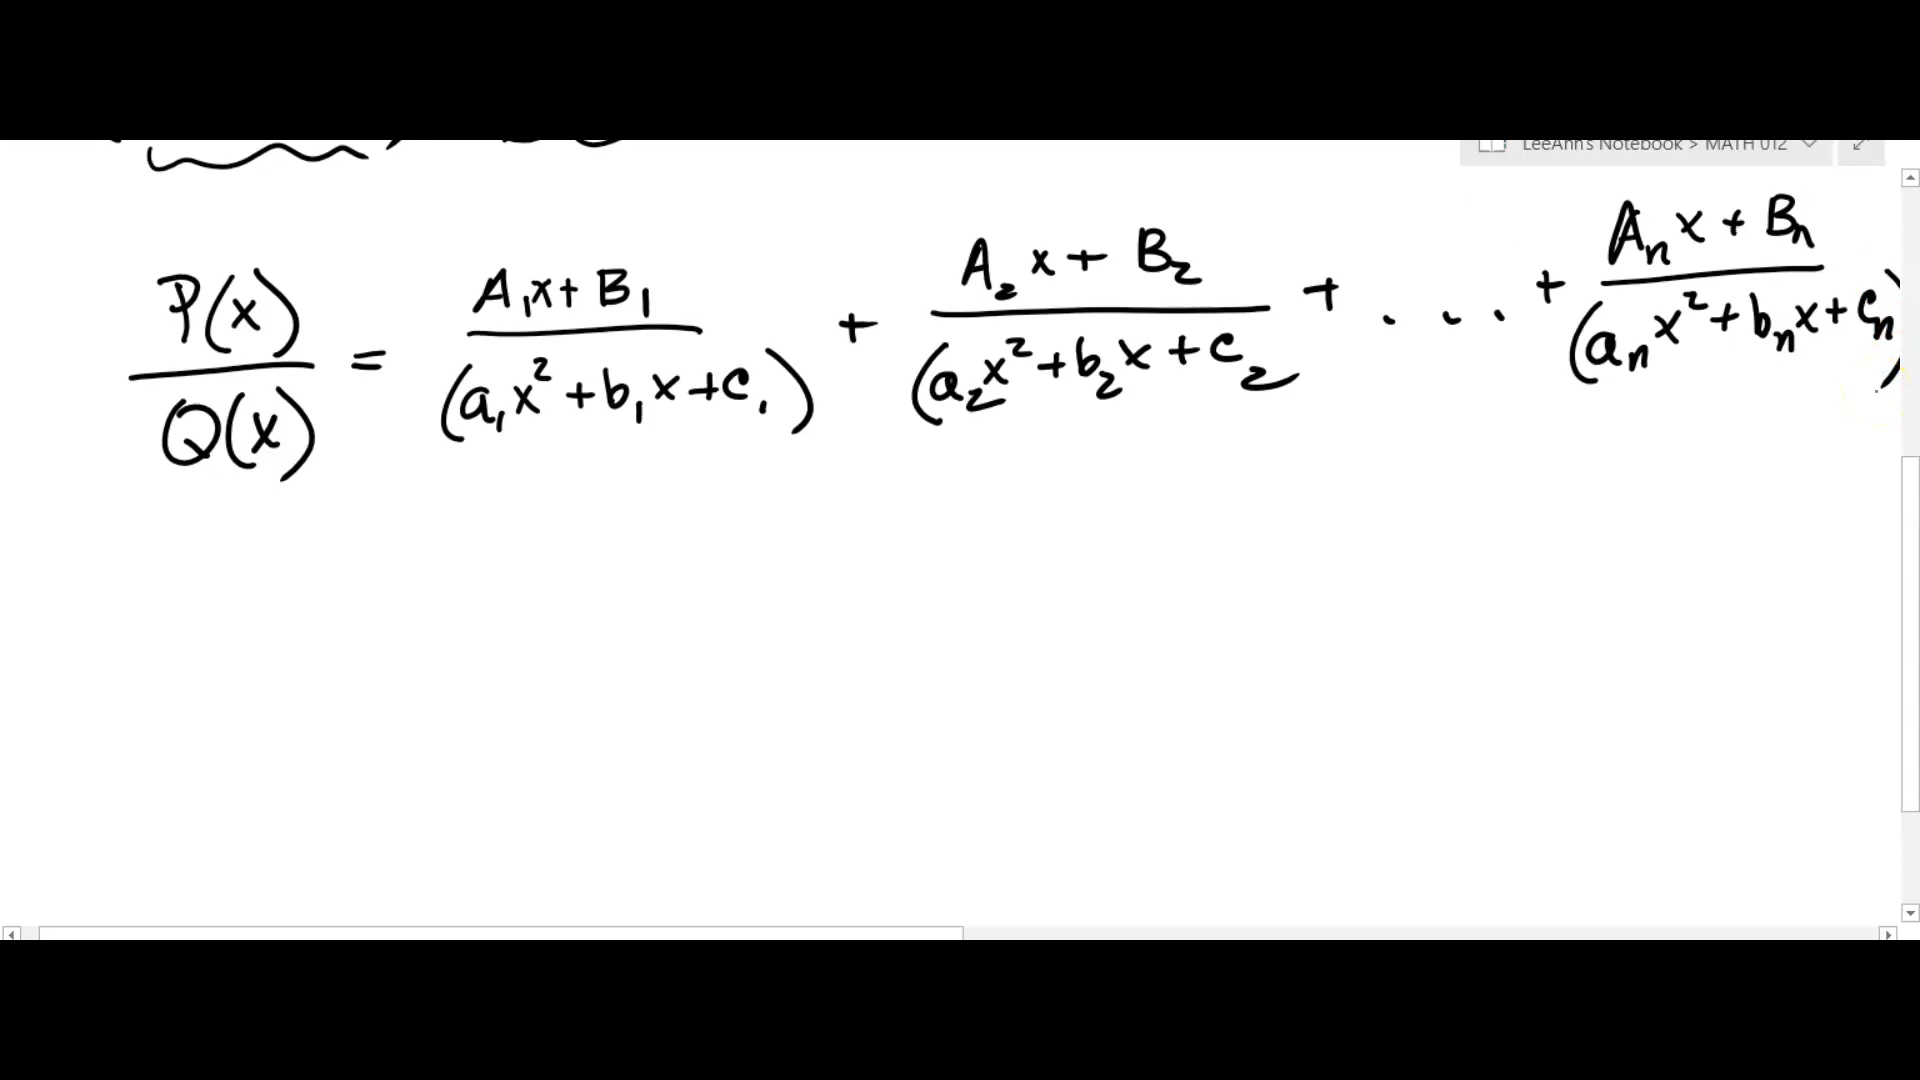 LeeAnn's Notebook > MATH 012
P(x)/Q(x) = (A₁x + B₁)/(a₁x² + b₁x + c₁) + (A₂x + B₂)/(a₂x² + b₂x + c₂) + . . . + (Aₙx + Bₙ)/(aₙx² + bₙx + cₙ)